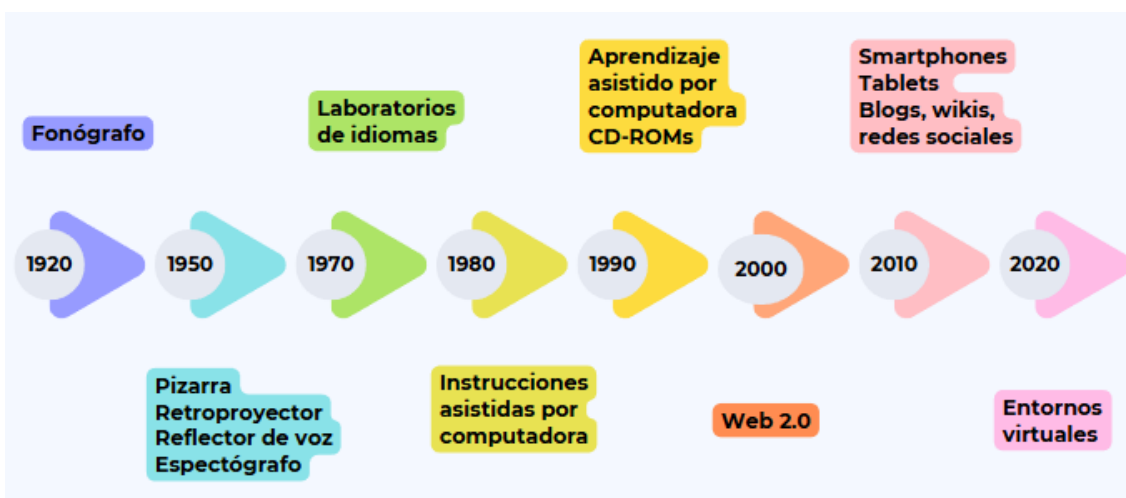 Fonógrafo
Laboratorios
de idiomas
Aprendizaje
asistido por
computadora
CD-ROMs
Smartphones
Tablets
Blogs, wikis,
redes sociales
1920
1950
1970
1980
1990
2000
2010
2020
Pizarra
Retroproyector
Reflector de voz
Espectógrafo
Instrucciones
asistidas por
computadora
Web 2.0
Entornos
virtuales